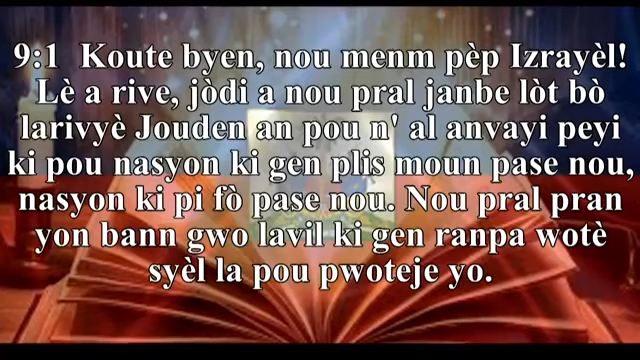 9:1 Koute byen, nou menm pèp Izrayèl!
Lè a rive, jòdi a nou pral janbe lòt bò
larivyè Jouden an pou n' al anvayi peyi
ki pou nasyon ki gen plis moun pase nou,
nasyon ki pi fò pase nou. Nou pral pran
yon bann gwo lavil ki gen ranpa wotè
syèl la pou pwoteje yo.